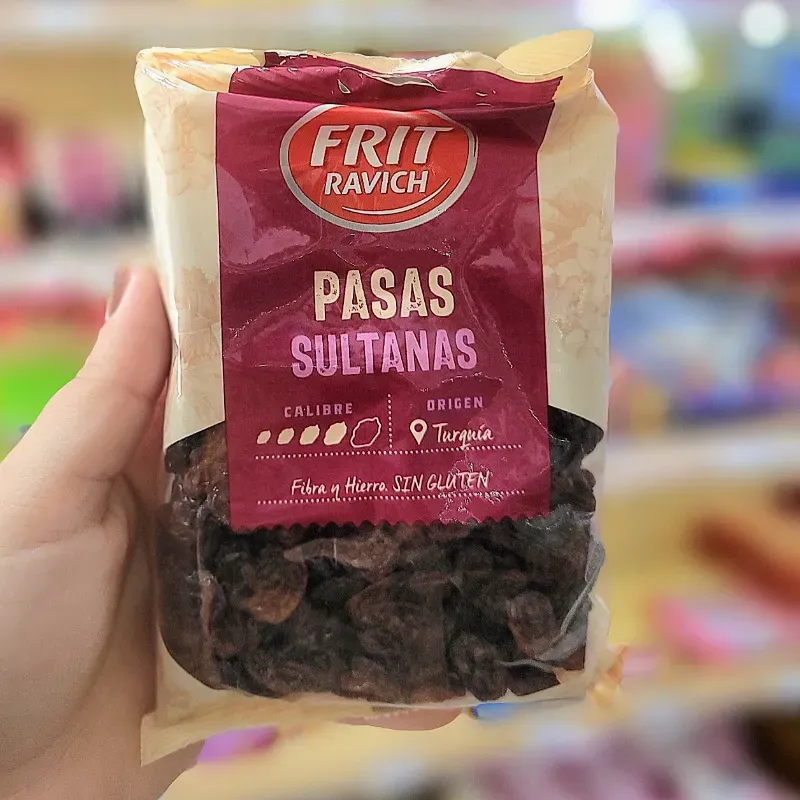 FRIT
RAVICH
PASAS
SULTANAS
CALIBRE
ORIGEN
Turquía
Fibra y Hierro. SIN GLUTEN